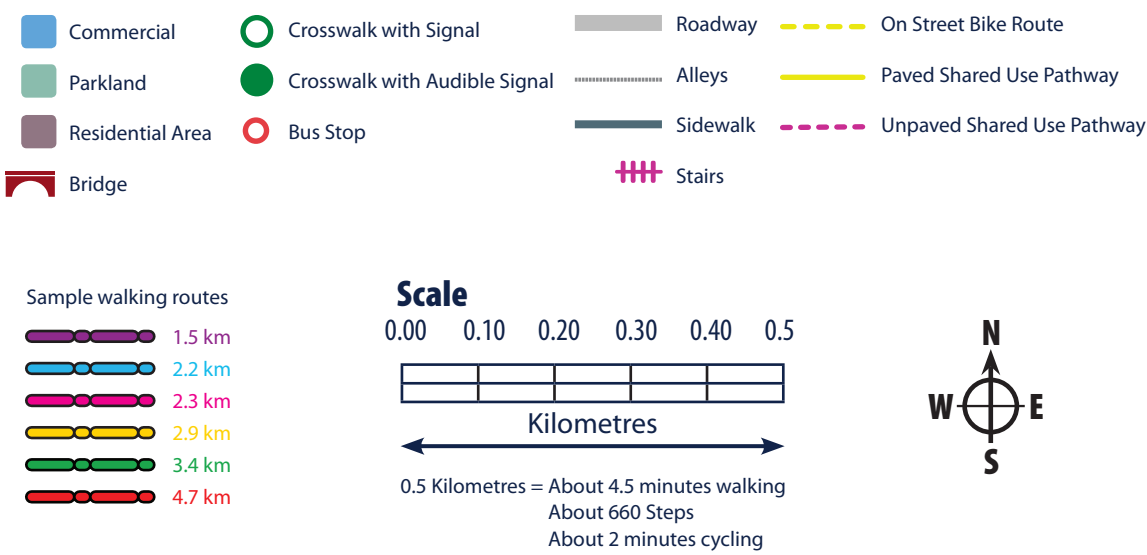 Commercial
Parkland
Residential Area
Bridge
Crosswalk with Signal
Crosswalk with Audible Signal
Bus Stop
Roadway
Alleys
Sidewalk
Stairs
On Street Bike Route
Paved Shared Use Pathway
Unpaved Shared Use Pathway
Sample walking routes
1.5 km
2.2 km
2.3 km
2.9 km
3.4 km
4.7 km
Scale
0.00 0.10 0.20 0.30 0.40 0.5
Kilometres
0.5 Kilometres = About 4.5 minutes walking
About 660 Steps
About 2 minutes cycling
N
W E
S